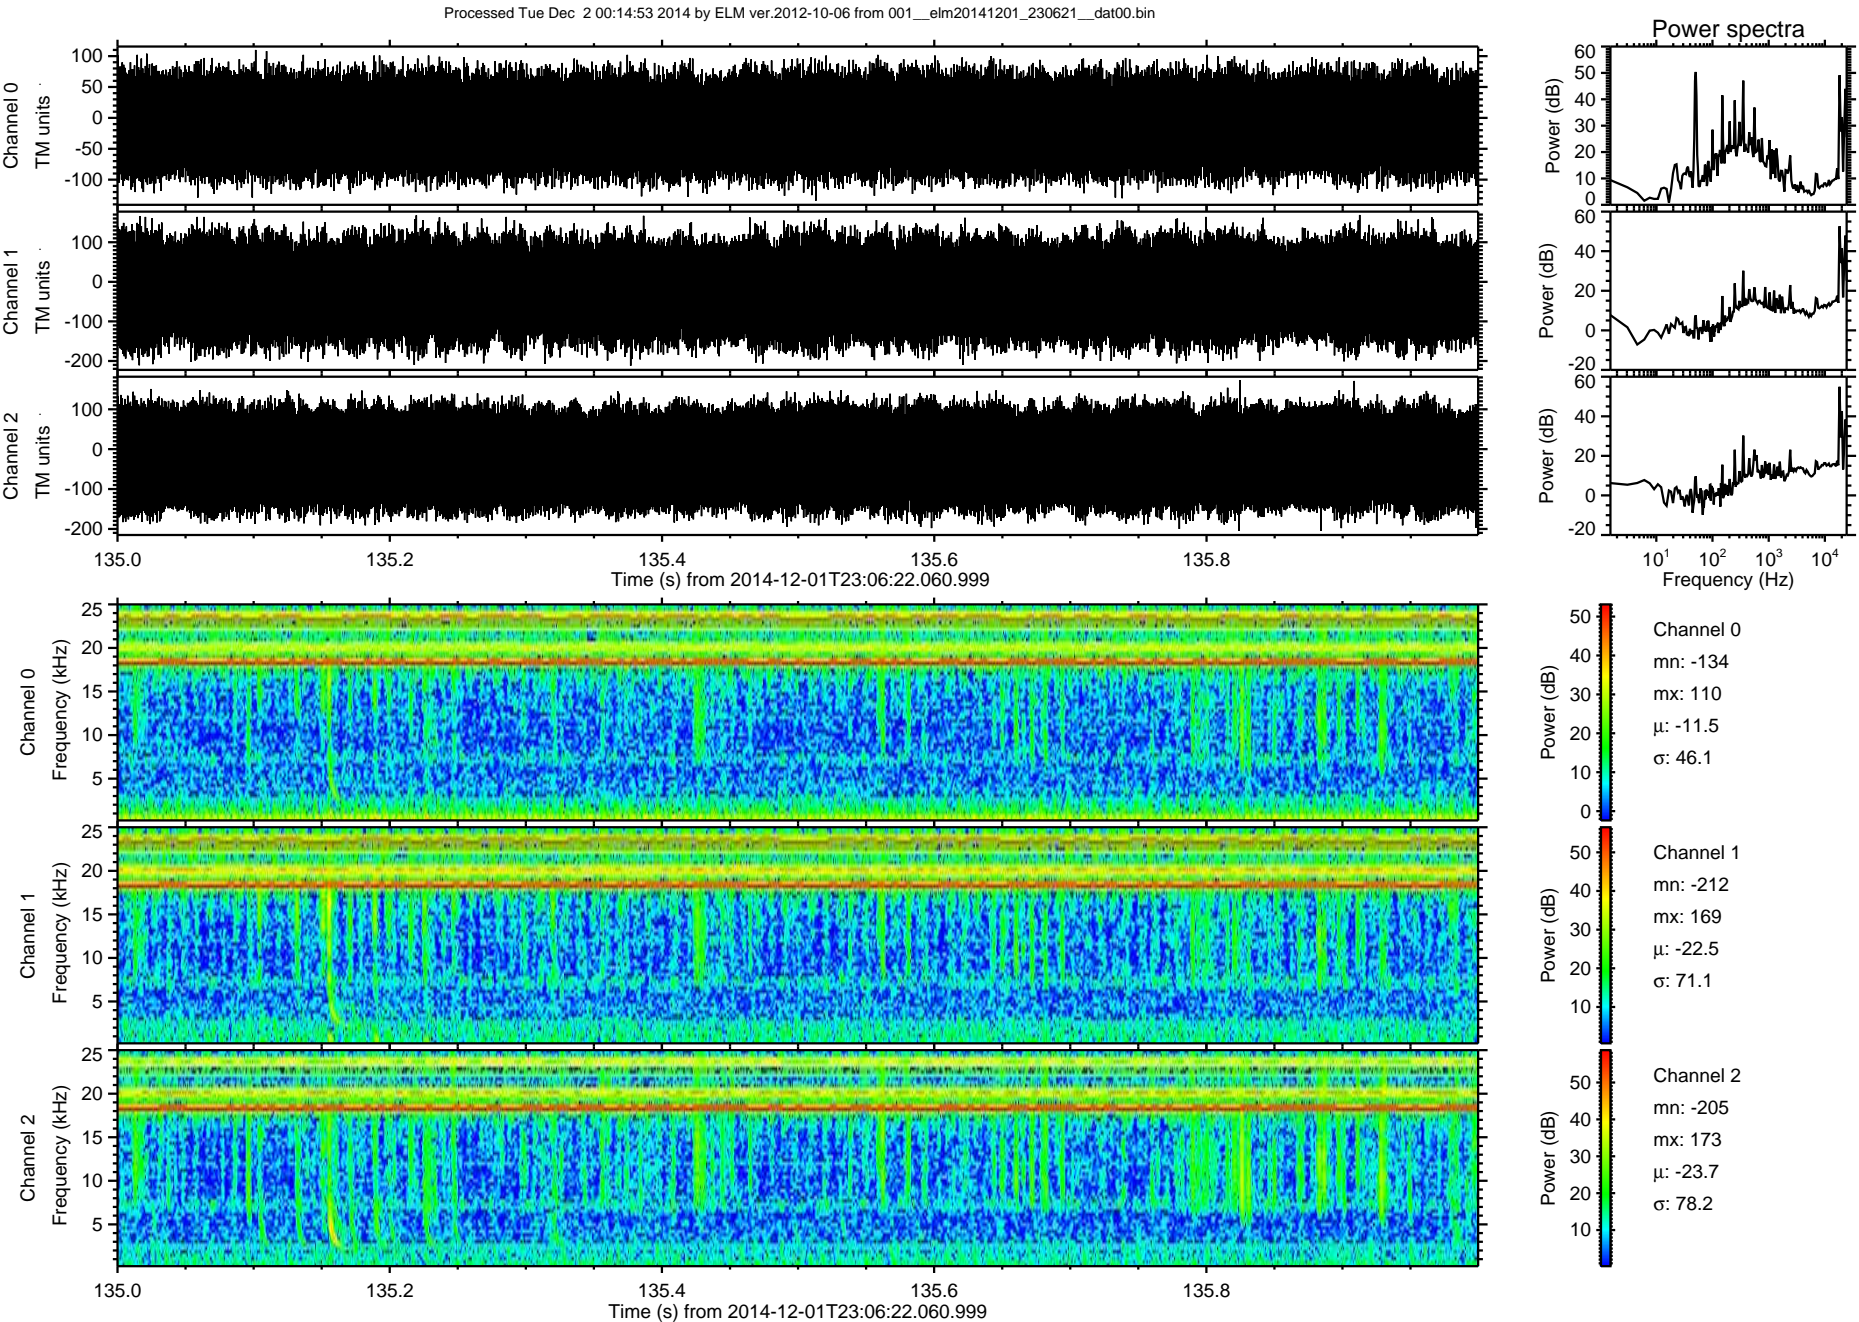 Processed Tue Dec  2 00:14:53 2014 by ELM ver.2012-10-06 from 001__elm20141201_230621__dat00.bin
Power spectra
Channel 0
TM units
100
50
0
-50
-100
Power (dB)
60
50
40
30
20
10
0
Channel 1
TM units
100
0
-100
-200
Power (dB)
60
40
20
0
-20
Channel 2
TM units
100
0
-100
-200
Power (dB)
60
40
20
0
-20
135.0 135.2 135.4 135.6 135.8
Time (s) from 2014-12-01T23:06:22.060.999
10^1 10^2 10^3 10^4
Frequency (Hz)
Channel 0
Frequency (kHz)
25
20
15
10
5
Power (dB)
50
40
30
20
10
0
Channel 0
mn: -134
mx: 110
μ: -11.5
σ: 46.1
Channel 1
Frequency (kHz)
25
20
15
10
5
Power (dB)
50
40
30
20
10
Channel 1
mn: -212
mx: 169
μ: -22.5
σ: 71.1
Channel 2
Frequency (kHz)
25
20
15
10
5
Power (dB)
50
40
30
20
10
Channel 2
mn: -205
mx: 173
μ: -23.7
σ: 78.2
135.0 135.2 135.4 135.6 135.8
Time (s) from 2014-12-01T23:06:22.060.999